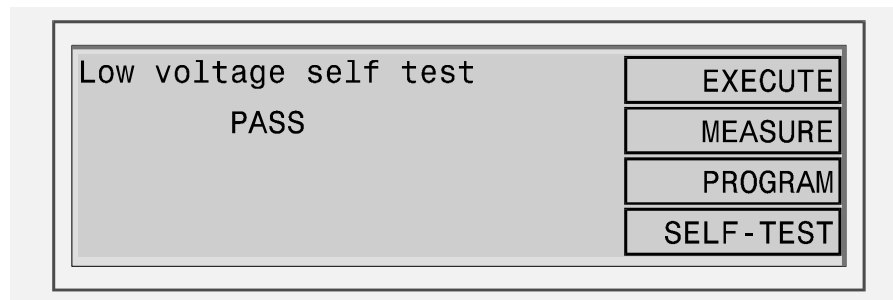 Low voltage self test
PASS
EXECUTE
MEASURE
PROGRAM
SELF-TEST